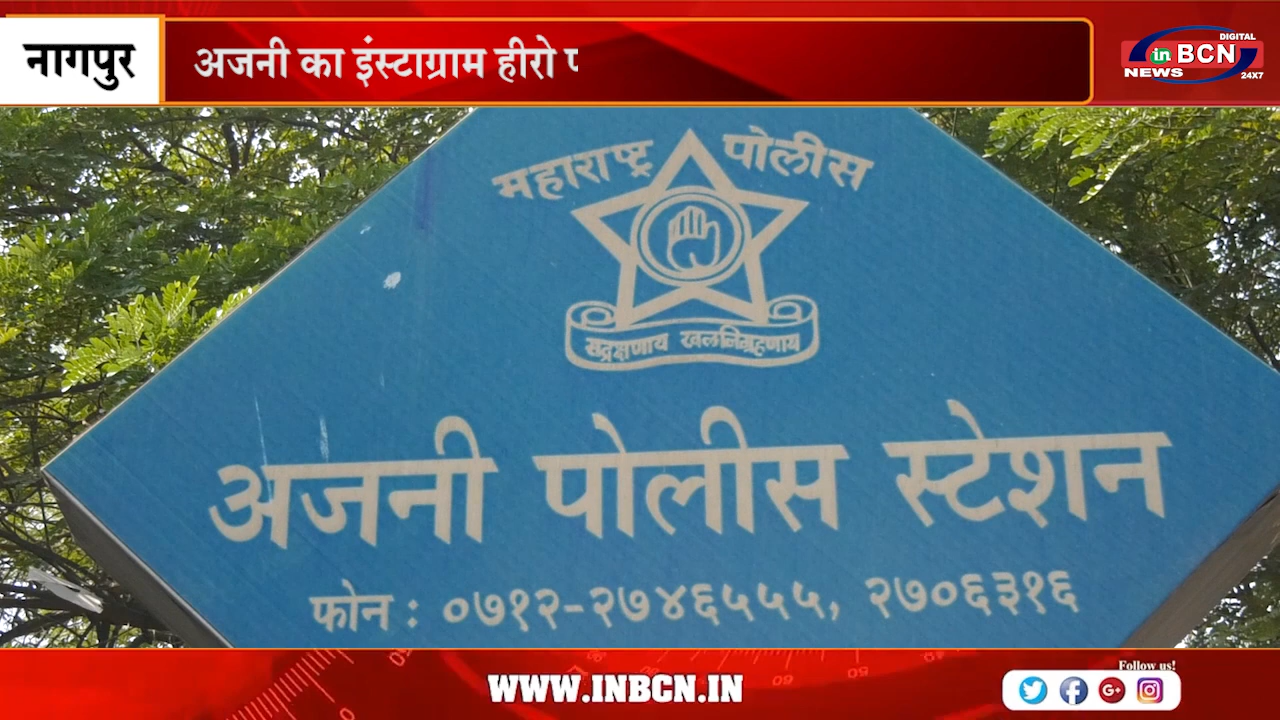 नागपुर
अजनी का इंस्टाग्राम हीरो
in BCN
DIGITAL
NEWS
24X7
महाराष्ट्र पोलीस
सद्रक्षणाय खलनिग्रहणाय
अजनी पोलीस स्टेशन
फोन : ०७१२-२७४६५५५, २७०६३१६
WWW.INBCN.IN
Follow us!